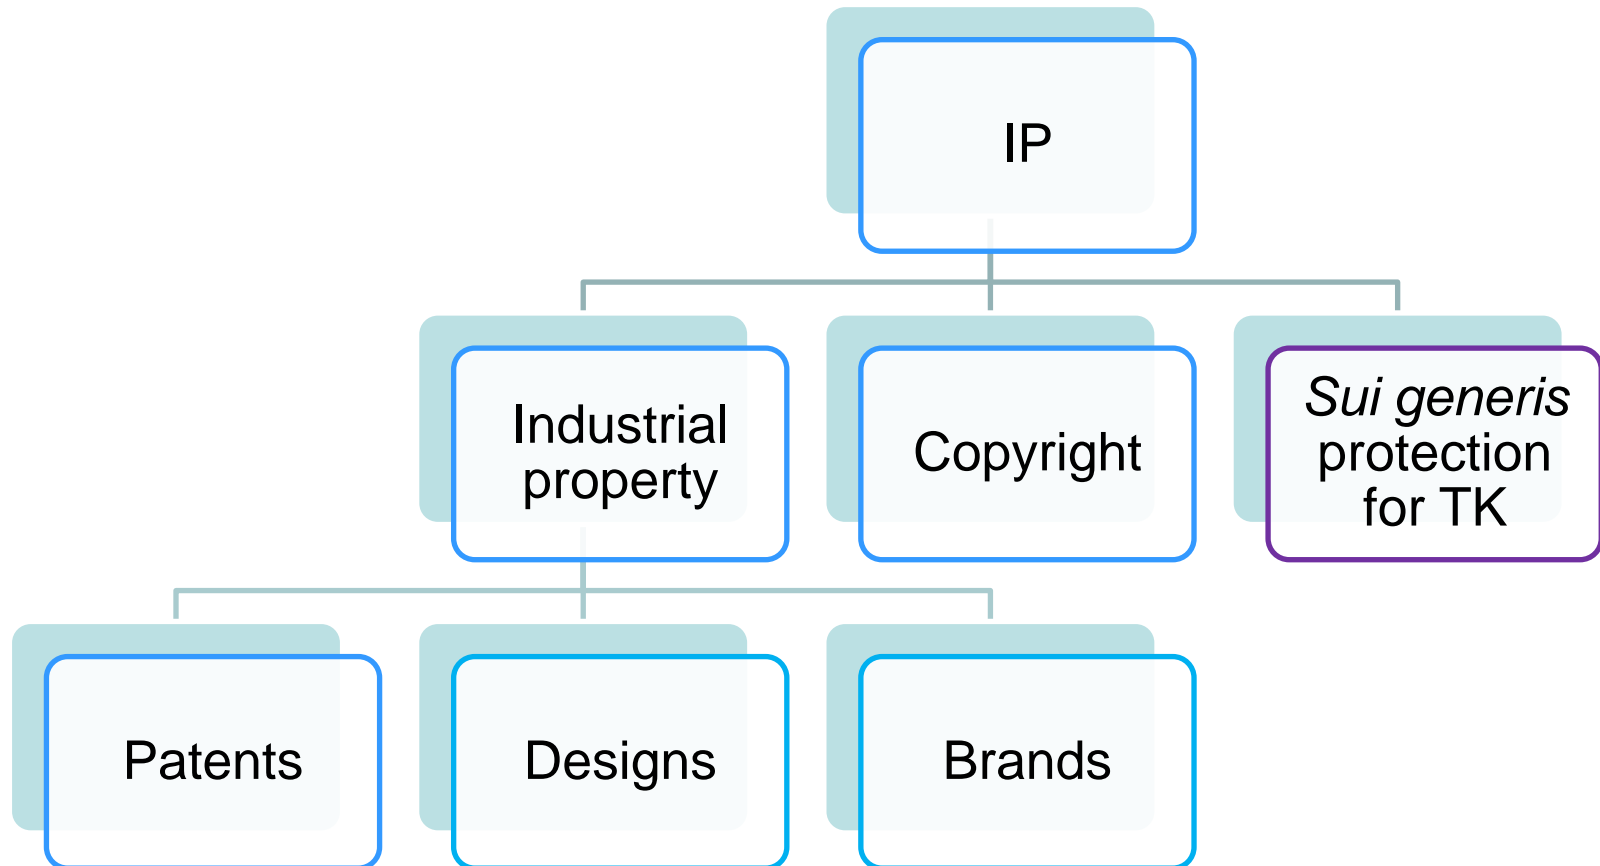 IP
Industrial
property
Copyright
Sui generis
protection
for TK
Patents
Designs
Brands